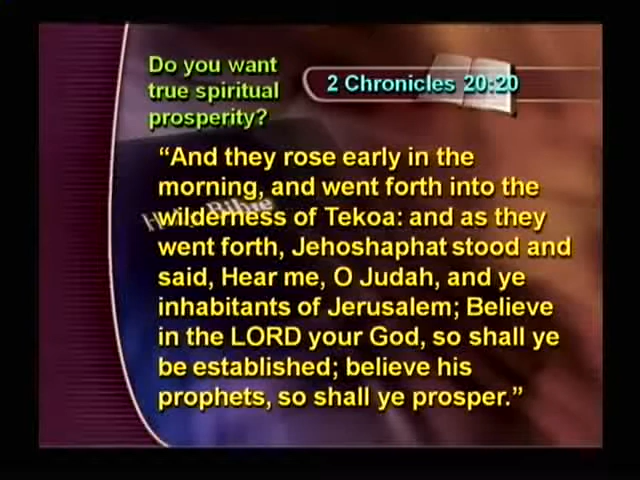 Do you want
true spiritual
prosperity?
2 Chronicles 20:20
“And they rose early in the
morning, and went forth into the
wilderness of Tekoa: and as they
went forth, Jehoshaphat stood and
said, Hear me, O Judah, and ye
inhabitants of Jerusalem; Believe
in the LORD your God, so shall ye
be established; believe his
prophets, so shall ye prosper.”